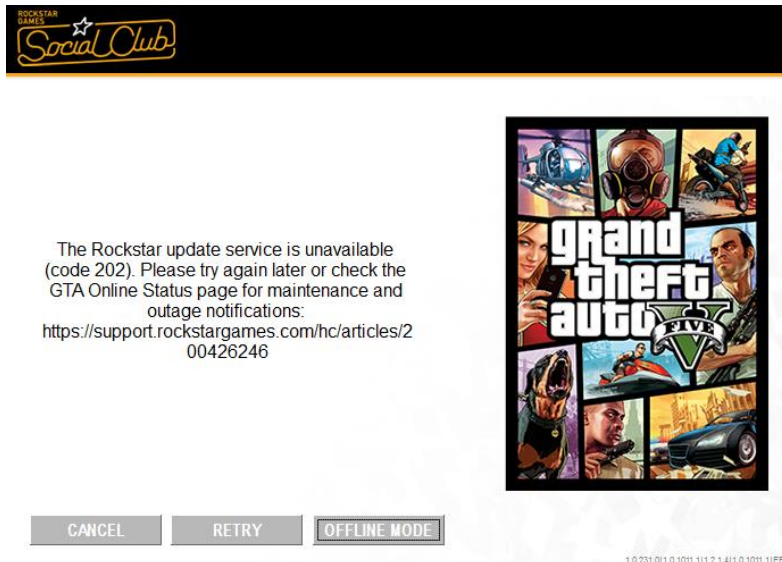 ROCKSTAR
GAMES
Social Club
The Rockstar update service is unavailable
(code 202). Please try again later or check the
GTA Online Status page for maintenance and
outage notifications:
https://support.rockstargames.com/hc/articles/2
00426246
grand
theft
auto
FIVE
CANCEL
RETRY
OFFLINE MODE